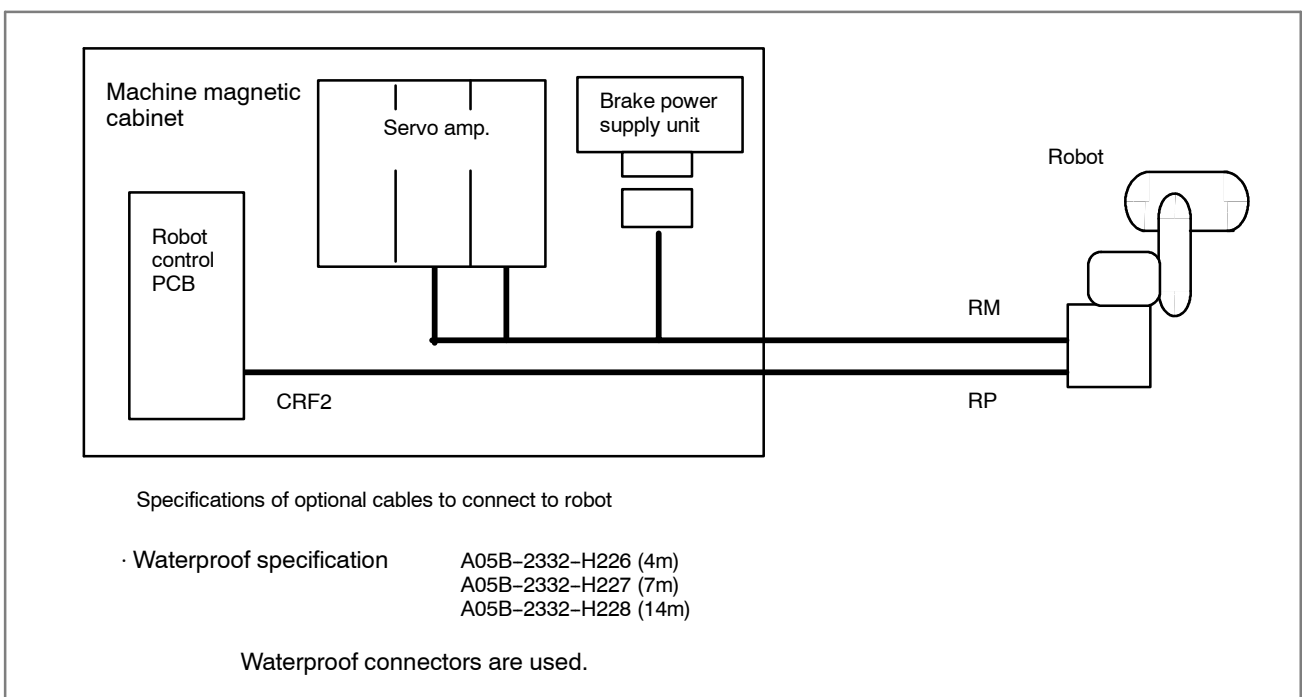 Machine magnetic
cabinet
Servo amp.
Brake power
supply unit
Robot
Robot
control
PCB
RM
CRF2
RP
Specifications of optional cables to connect to robot
· Waterproof specification
A05B−2332−H226 (4m)
A05B−2332−H227 (7m)
A05B−2332−H228 (14m)
Waterproof connectors are used.